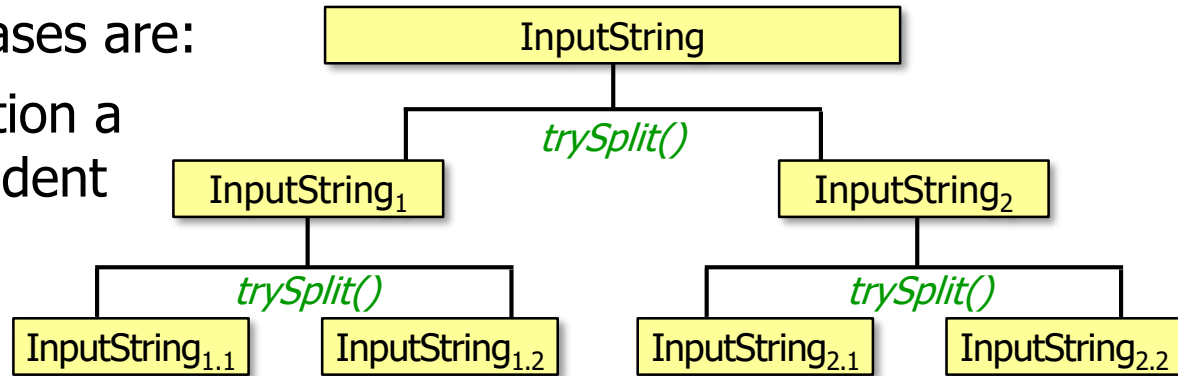 ases are:
tion a
dent
InputString
trySplit()
InputString₁
InputString₂
trySplit()
trySplit()
InputString₁.₁
InputString₁.₂
InputString₂.₁
InputString₂.₂